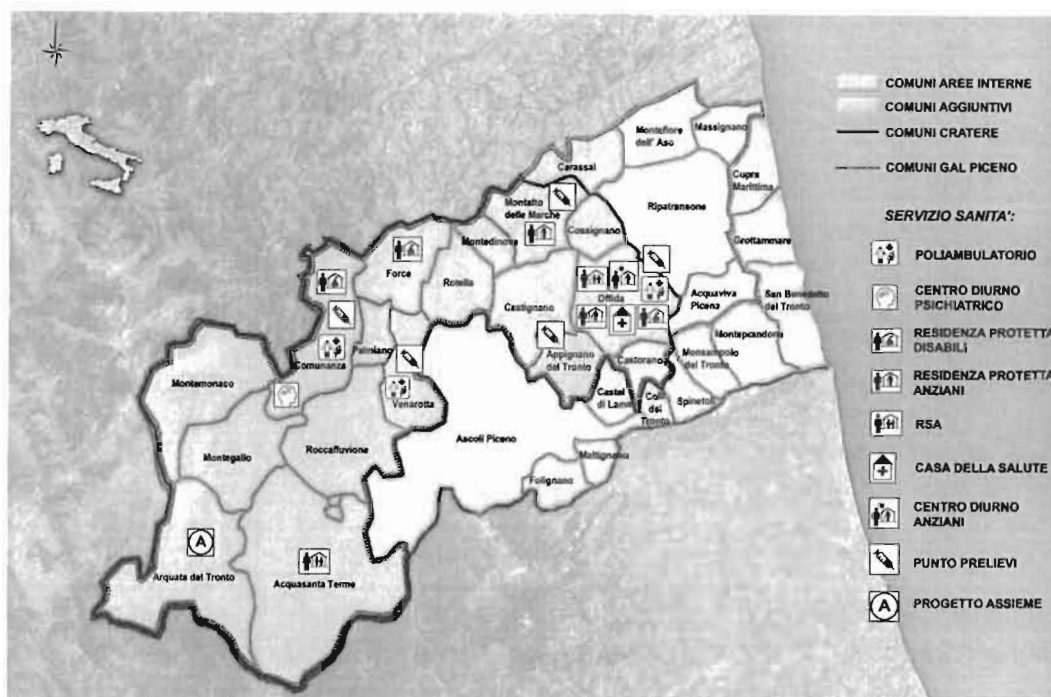 COMUNI AREE INTERNE
COMUNI AGGIUNTIVI
COMUNI CRATERE
COMUNI GAL PICENO
SERVIZIO SANITA':
POLIAMBULATORIO
CENTRO DIURNO
PSICHIATRICO
RESIDENZA PROTETTA
DISABILI
RESIDENZA PROTETTA
ANZIANI
RSA
CASA DELLA SALUTE
CENTRO DIURNO
ANZIANI
PUNTO PRELIEVI
A
PROGETTO ASSIEME
Montefiore
dell' Aso
Massignano
Carassai
Cupra
Marittima
Montalto
delle Marche
Ripatransone
Cossignano
Montedinove
Grottammare
Force
Rotella
Castignano
Offida
Acquaviva
Picena
San Benedetto
del Tronto
Monteprandone
Appignano
del Tronto
Castorano
Monsampolo
del Tronto
Comunanza
Palmiano
Montemonaco
Venarotta
Castel
di Lama
Colli
del
Tronto
Spinetoli
Ascoli Piceno
Roccafluvione
Montegallo
Maltignano
Folignano
A
Arquata del Tronto
Acquasanta Terme